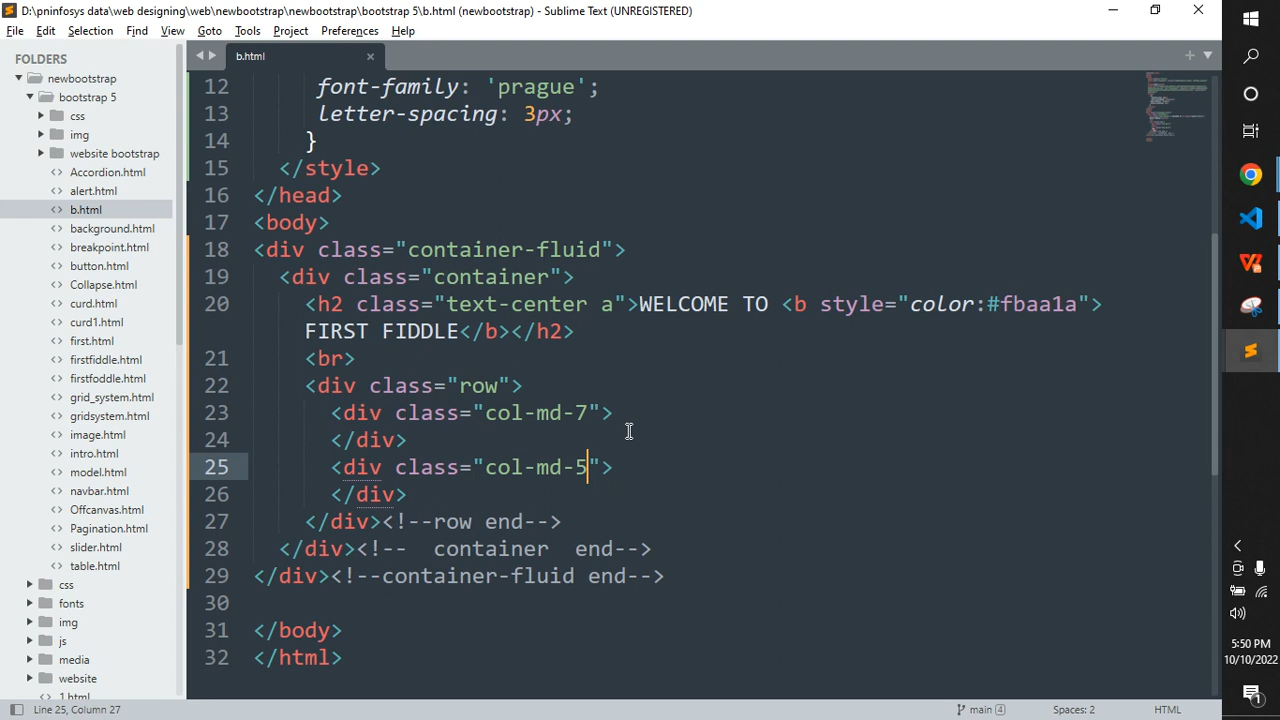 D:\pninfosys data\web designing\web\newbootstrap\newbootstrap\bootstrap 5\b.html (newbootstrap) - Sublime Text (UNREGISTERED)
File Edit Selection Find View Goto Tools Project Preferences Help
FOLDERS
newbootstrap
bootstrap 5
css
img
website bootstrap
Accordion.html
alert.html
b.html
background.html
breakpoint.html
button.html
Collapse.html
curd.html
curd1.html
first.html
firstfiddle.html
firstfoddle.html
grid_system.html
gridsystem.html
image.html
intro.html
model.html
navbar.html
Offcanvas.html
Pagination.html
slider.html
table.html
css
fonts
img
js
media
website
1.html
b.html
12 font-family: 'prague';
13 letter-spacing: 3px;
14 }
15 </style>
16 </head>
17 <body>
18 <div class="container-fluid">
19 <div class="container">
20 <h2 class="text-center a">WELCOME TO <b style="color:#fbaa1a">
FIRST FIDDLE</b></h2>
21 <br>
22 <div class="row">
23 <div class="col-md-7">
24 </div>
25 <div class="col-md-5">
26 </div>
27 </div><!--row end-->
28 </div><!-- container end-->
29 </div><!--container-fluid end-->
30
31 </body>
32 </html>
Line 25, Column 27
main 4
Spaces: 2
HTML
5:50 PM
10/10/2022
1